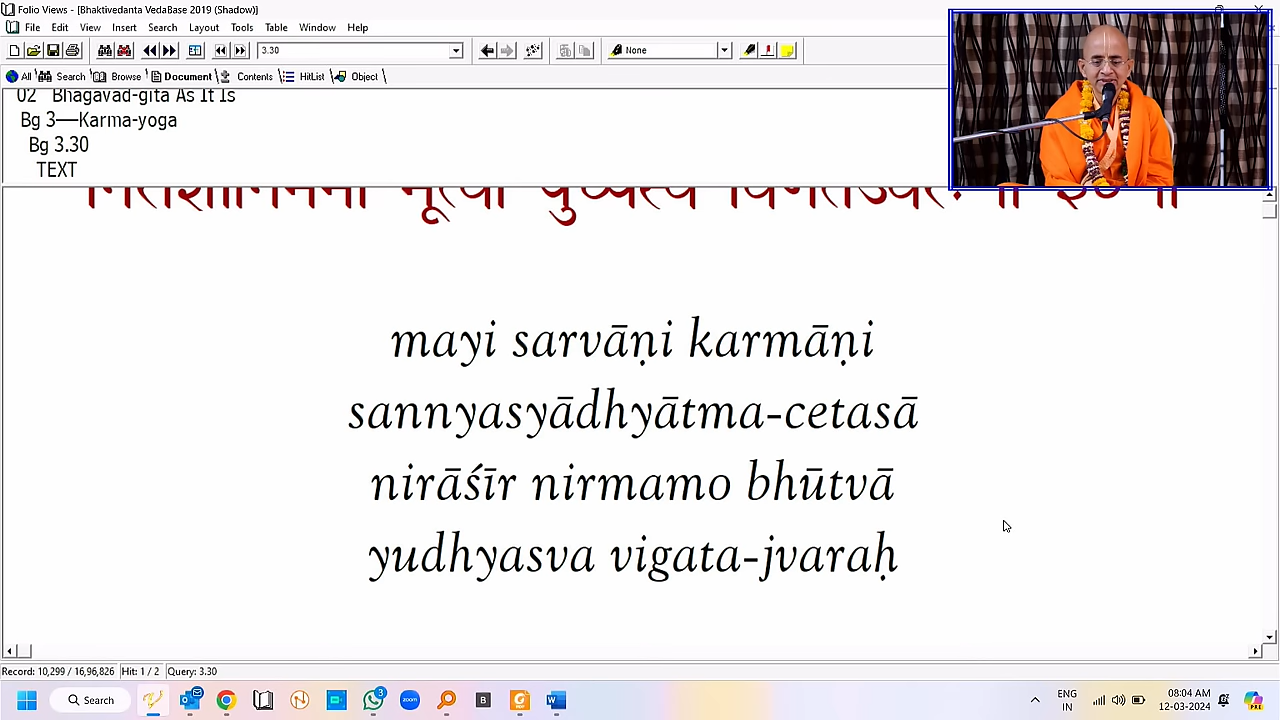 Folio Views - [Bhaktivedanta VedaBase 2019 (Shadow)]
File Edit View Insert Search Layout Tools Table Window Help
3.30 None
All Search Browse Document Contents HitList Object
02 Bhagavad-gita As It Is
Bg 3—Karma-yoga
Bg 3.30
TEXT
mayi sarvāṇi karmāṇi
sannyasyādhyātma-cetasā
nirāśīr nirmamo bhūtvā
yudhyasva vigata-jvaraḥ
Record: 10,299 / 16,96,826 Hit: 1 / 2 Query: 3.30
Search 3 zoom B W ENG 08:04 AM
IN 12-03-2024 PRE